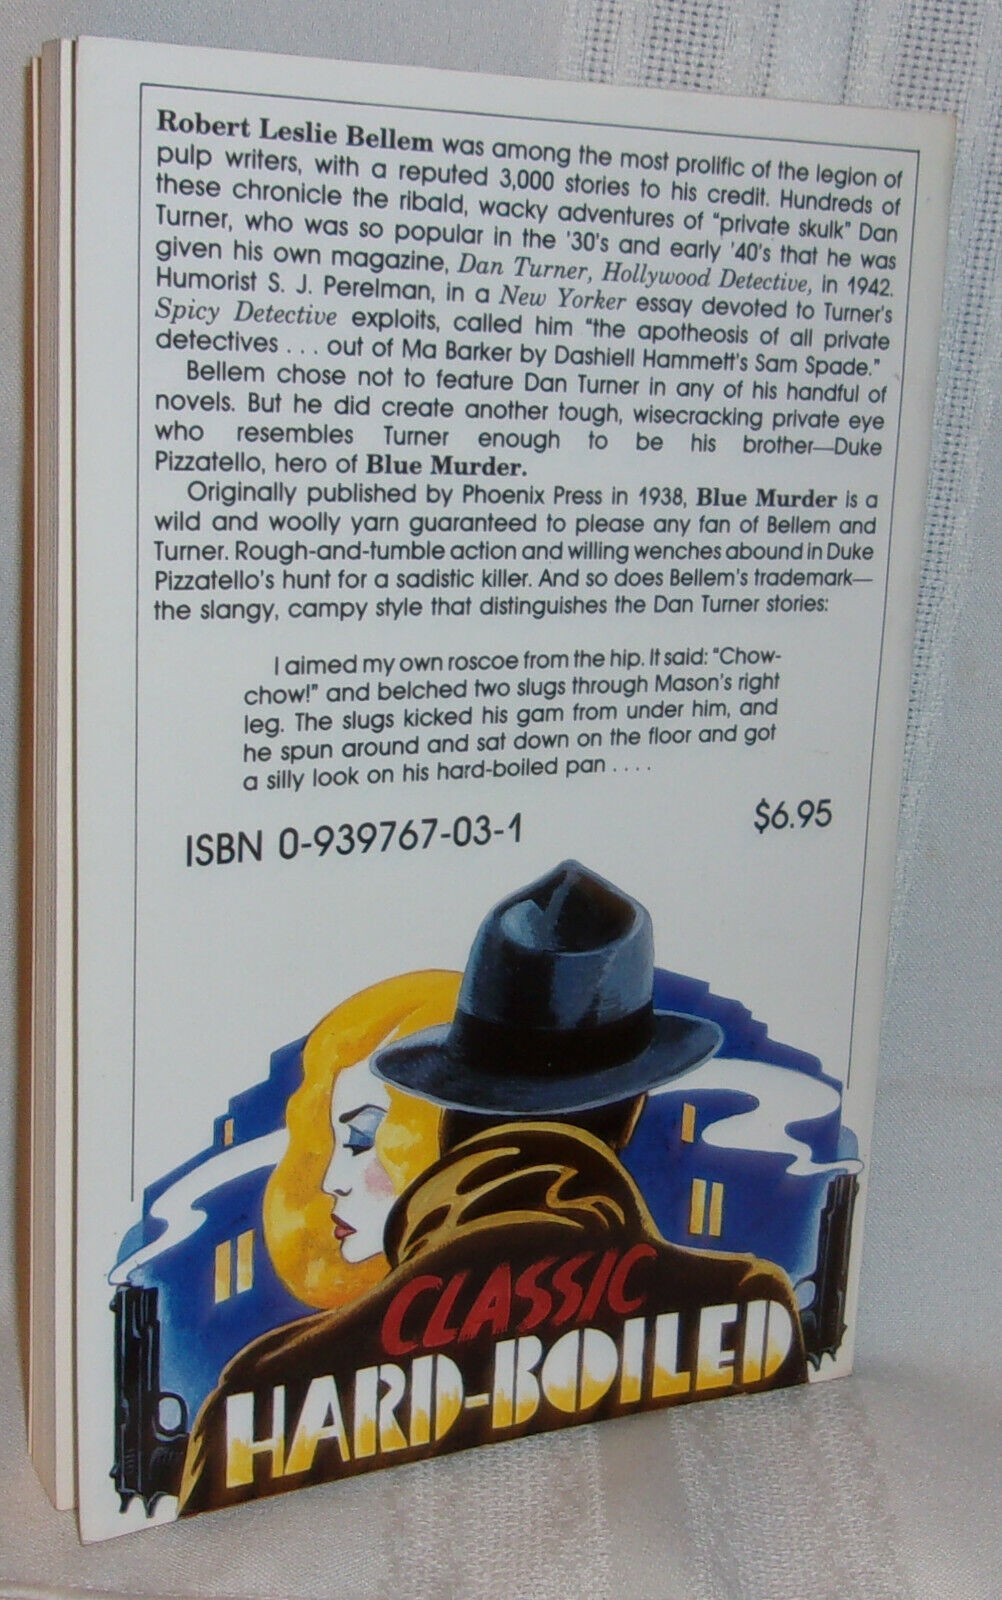 Robert Leslie Bellem was among the most prolific of the legion of
pulp writers, with a reputed 3,000 stories to his credit. Hundreds of
these chronicle the ribald, wacky adventures of "private skulk" Dan
Turner, who was so popular in the '30's and early '40's that he was
given his own magazine, Dan Turner, Hollywood Detective, in 1942.
Humorist S. J. Perelman, in a New Yorker essay devoted to Turner's
Spicy Detective exploits, called him "the apotheosis of all private
detectives . . . out of Ma Barker by Dashiell Hammett's Sam Spade."
Bellem chose not to feature Dan Turner in any of his handful of
novels. But he did create another tough, wisecracking private eye
who resembles Turner enough to be his brother—Duke
Pizzatello, hero of Blue Murder.
Originally published by Phoenix Press in 1938, Blue Murder is a
wild and woolly yarn guaranteed to please any fan of Bellem and
Turner. Rough-and-tumble action and willing wenches abound in Duke
Pizzatello's hunt for a sadistic killer. And so does Bellem's trademark—
the slangy, campy style that distinguishes the Dan Turner stories:
I aimed my own roscoe from the hip. It said: "Chow-
chow!" and belched two slugs through Mason's right
leg. The slugs kicked his gam from under him, and
he spun around and sat down on the floor and got
a silly look on his hard-boiled pan . . . .
ISBN 0-939767-03-1 $6.95
CLASSIC
HARD-BOILED